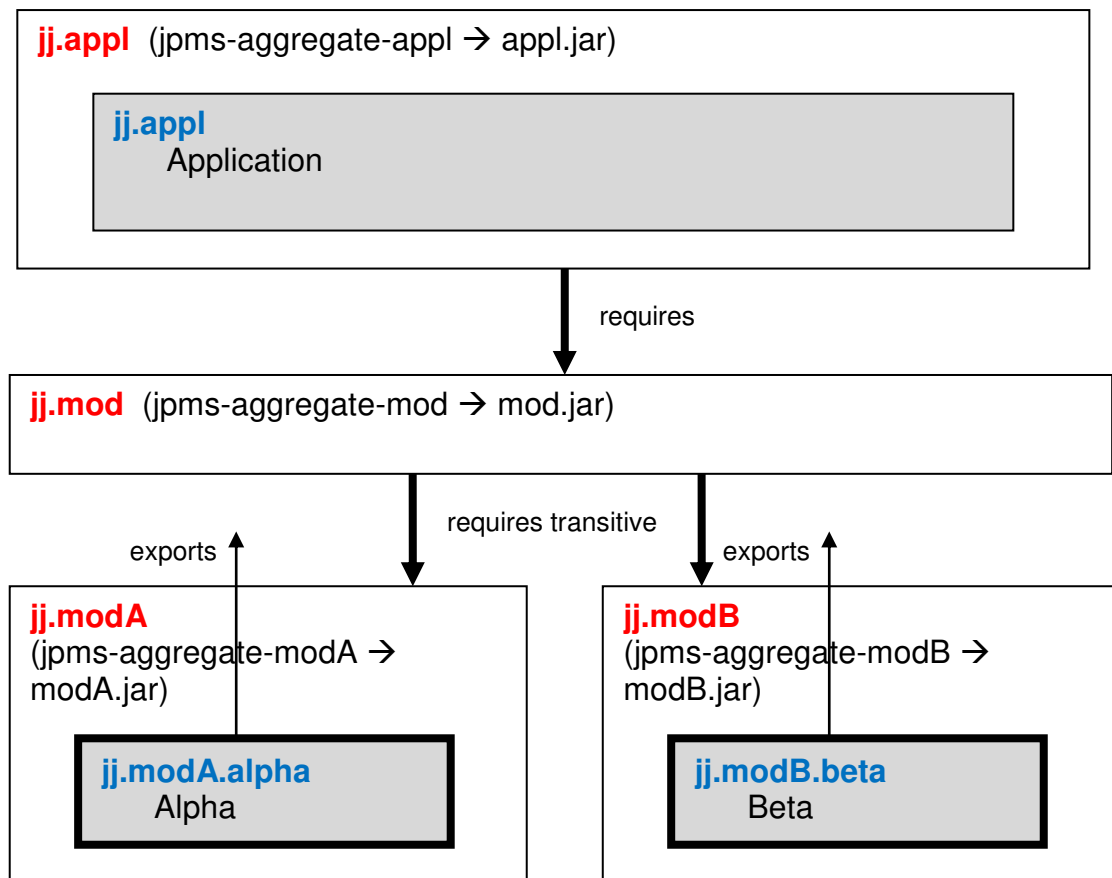 jj.appl (jpms-aggregate-appl → appl.jar)
jj.appl
Application
requires
jj.mod (jpms-aggregate-mod → mod.jar)
requires transitive
exports
exports
jj.modA
(jpms-aggregate-modA →
modA.jar)
jj.modA.alpha
Alpha
jj.modB
(jpms-aggregate-modB →
modB.jar)
jj.modB.beta
Beta